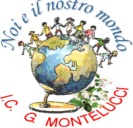 Noi e il nostro mondo
I.C. G. MONTELUCCI